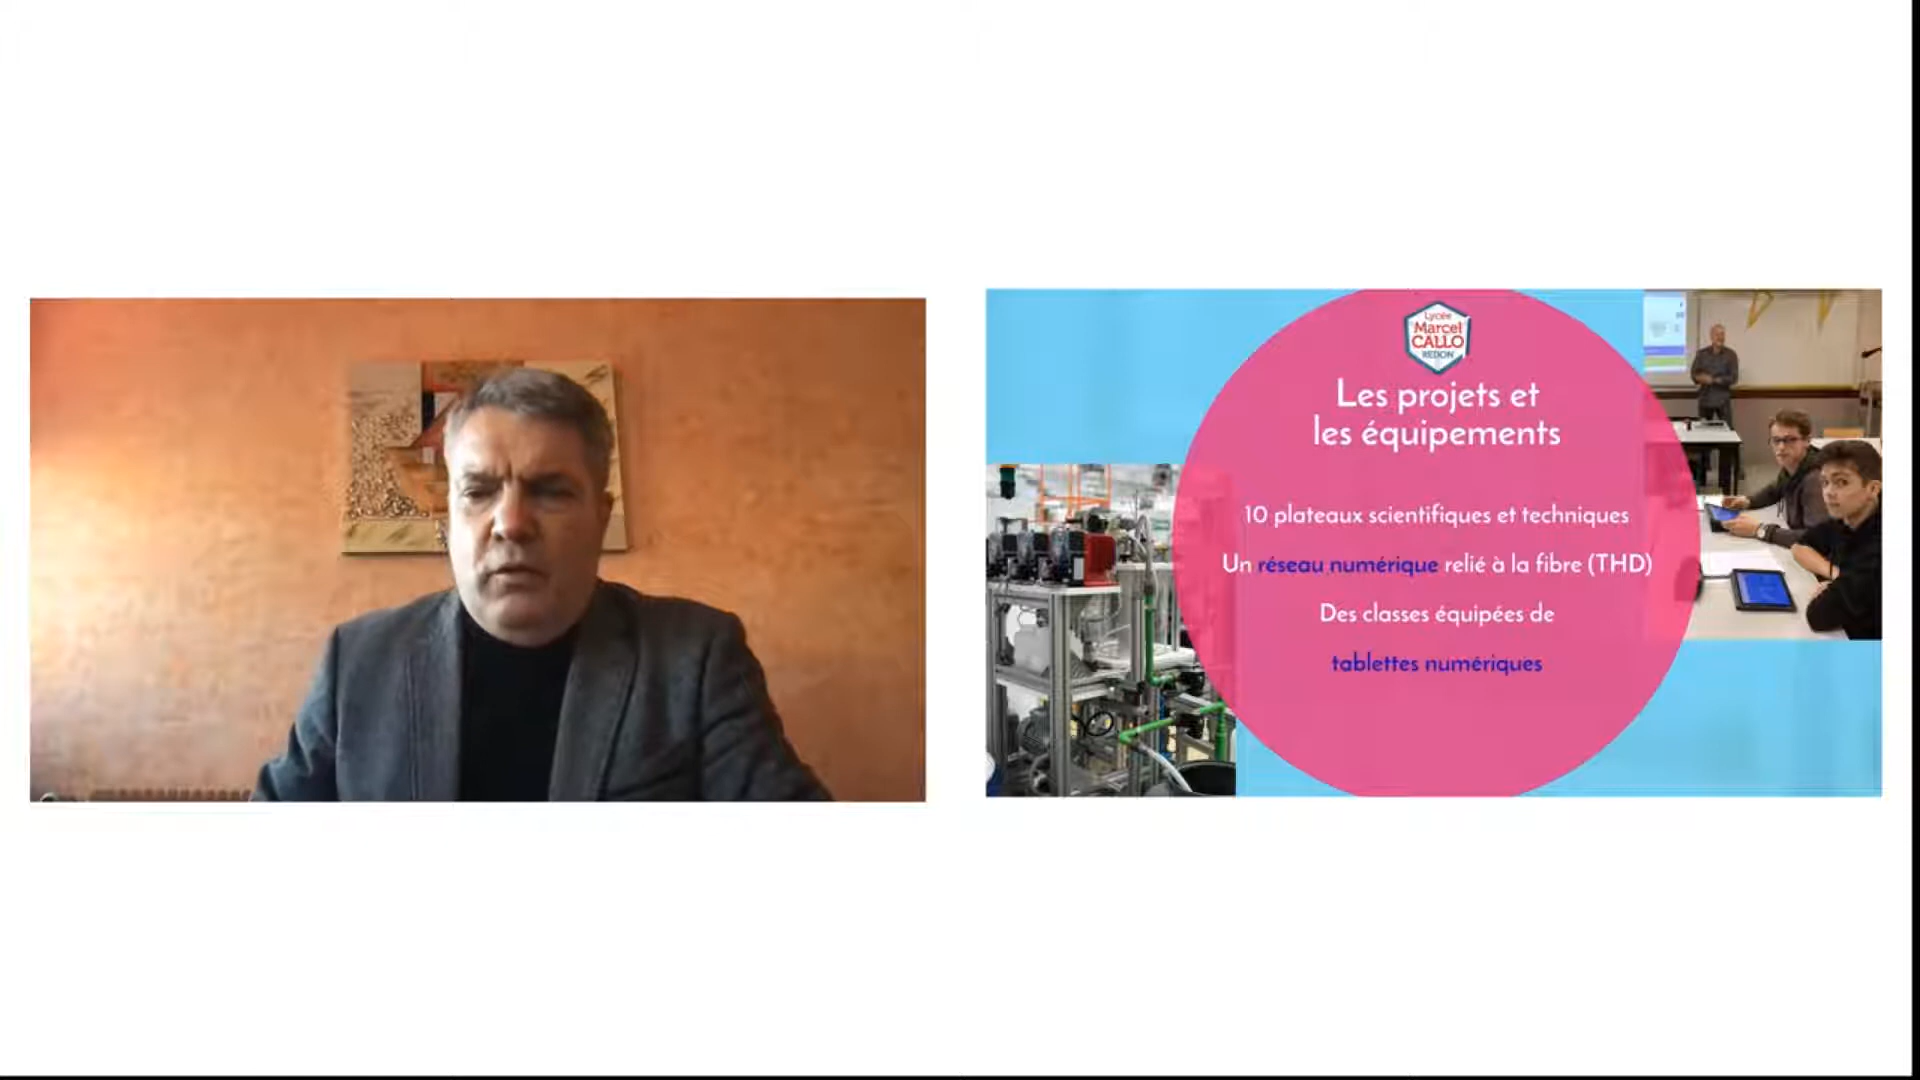 Lycée
Marcel
CALLO
REDON
Les projets et
les équipements
10 plateaux scientifiques et techniques
Un réseau numérique relié à la fibre (THD)
Des classes équipées de
tablettes numériques